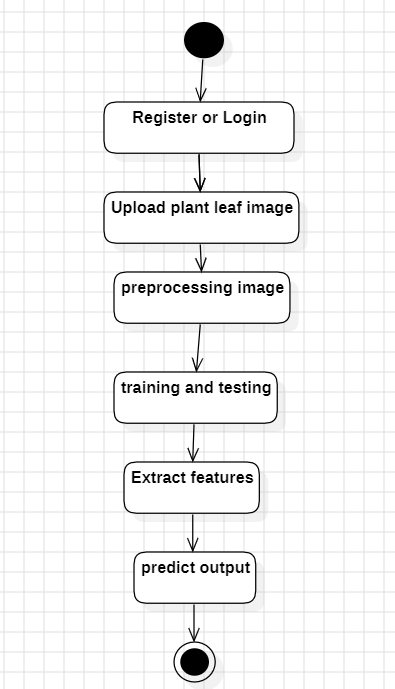 Register or Login
Upload plant leaf image
preprocessing image
training and testing
Extract features
predict output